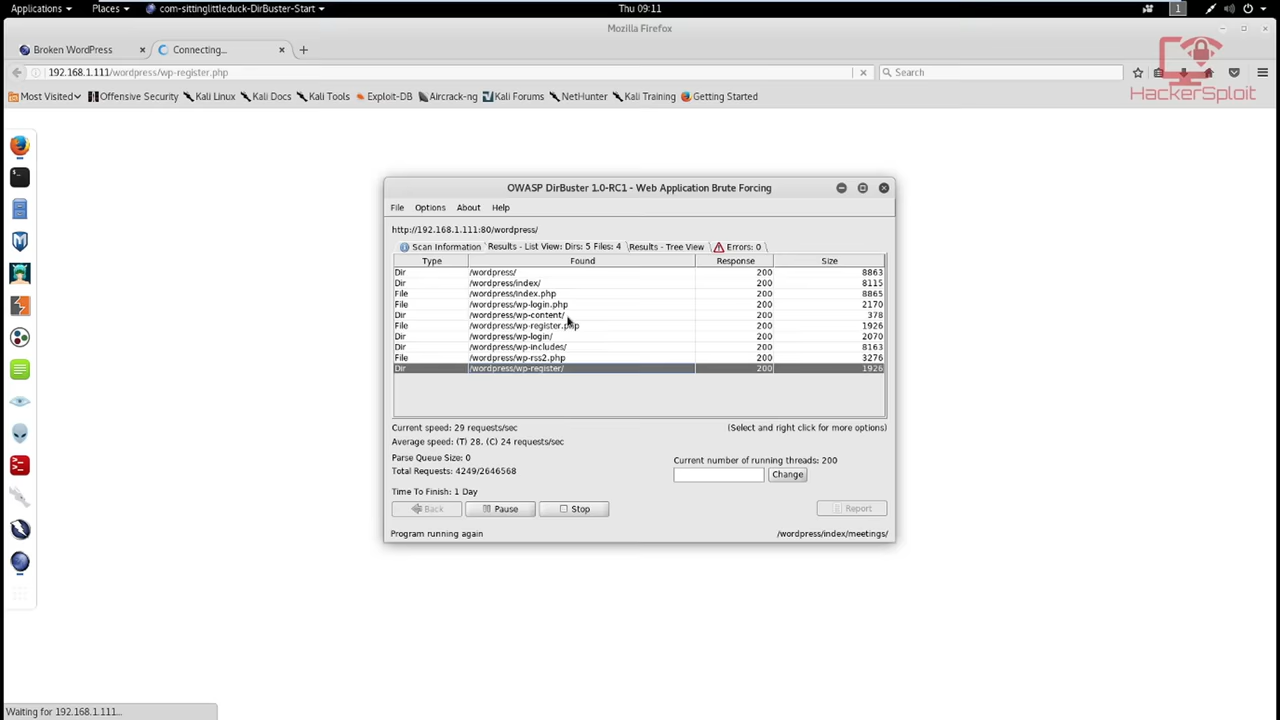 Applications ▾ Places ▾ com-sittinglittleduck-DirBuster-Start ▾ Thu 09:11 1
Mozilla Firefox
Broken WordPress × Connecting... × +
192.168.1.111/wordpress/wp-register.php Search
Most Visited▾ Offensive Security Kali Linux Kali Docs Kali Tools Exploit-DB Aircrack-ng Kali Forums NetHunter Kali Training Getting Started
HackerSploit
OWASP DirBuster 1.0-RC1 - Web Application Brute Forcing
File Options About Help
http://192.168.1.111:80/wordpress/
Scan Information Results - List View: Dirs: 5 Files: 4 Results - Tree View Errors: 0
Type Found Response Size
Dir /wordpress/ 200 8863
Dir /wordpress/index/ 200 8115
File /wordpress/index.php 200 8865
File /wordpress/wp-login.php 200 2170
Dir /wordpress/wp-content/ 200 378
File /wordpress/wp-register.php 200 1926
Dir /wordpress/wp-login/ 200 2070
Dir /wordpress/wp-includes/ 200 8163
File /wordpress/wp-rss2.php 200 3276
Dir /wordpress/wp-register/ 200 1926
Current speed: 29 requests/sec (Select and right click for more options)
Average speed: (T) 28, (C) 24 requests/sec
Parse Queue Size: 0 Current number of running threads: 200
Total Requests: 4249/2646568 Change
Time To Finish: 1 Day
Back Pause Stop Report
Program running again /wordpress/index/meetings/
Waiting for 192.168.1.111...